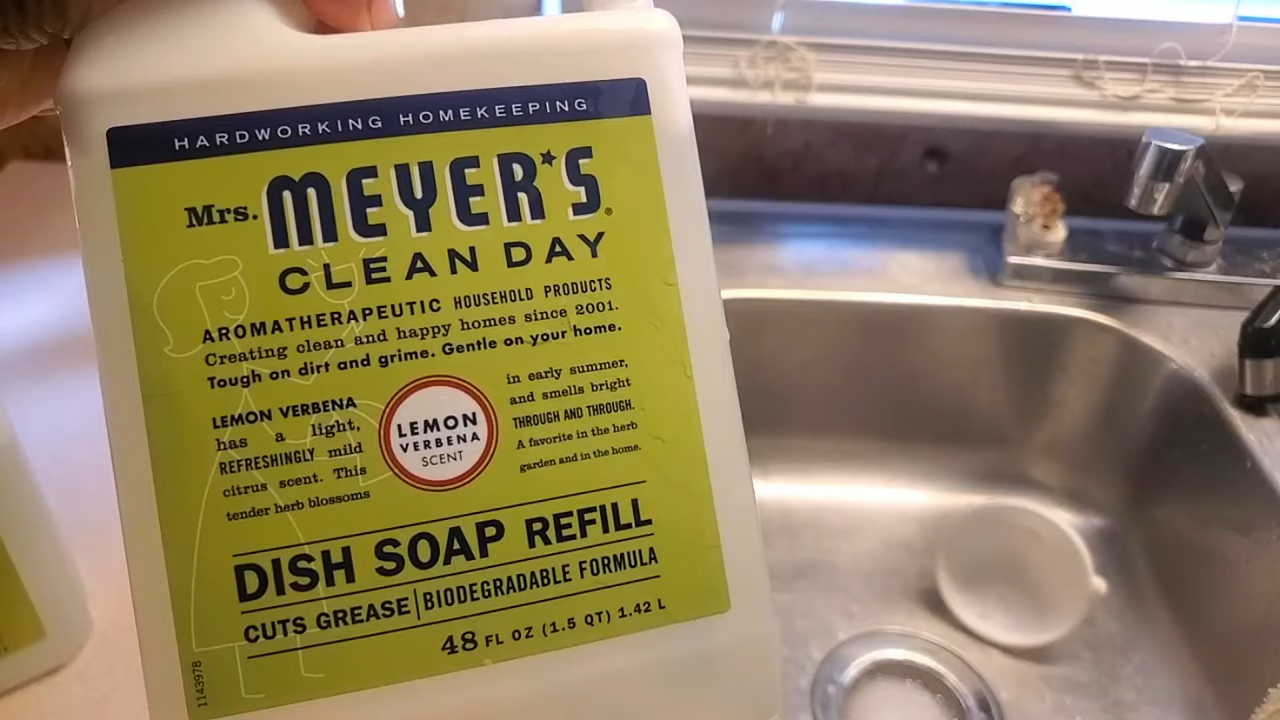 HARDWORKING HOMEKEEPING
Mrs. MEYER'S®
CLEAN DAY
AROMATHERAPEUTIC HOUSEHOLD PRODUCTS
Creating clean and happy homes since 2001.
Tough on dirt and grime. Gentle on your home.
LEMON VERBENA
has a light,
REFRESHINGLY mild
citrus scent. This
tender herb blossoms
LEMON
VERBENA
SCENT
in early summer,
and smells bright
THROUGH AND THROUGH.
A favorite in the herb
garden and in the home.
DISH SOAP REFILL
CUTS GREASE | BIODEGRADABLE FORMULA
48 FL OZ (1.5 QT) 1.42 L
1143978